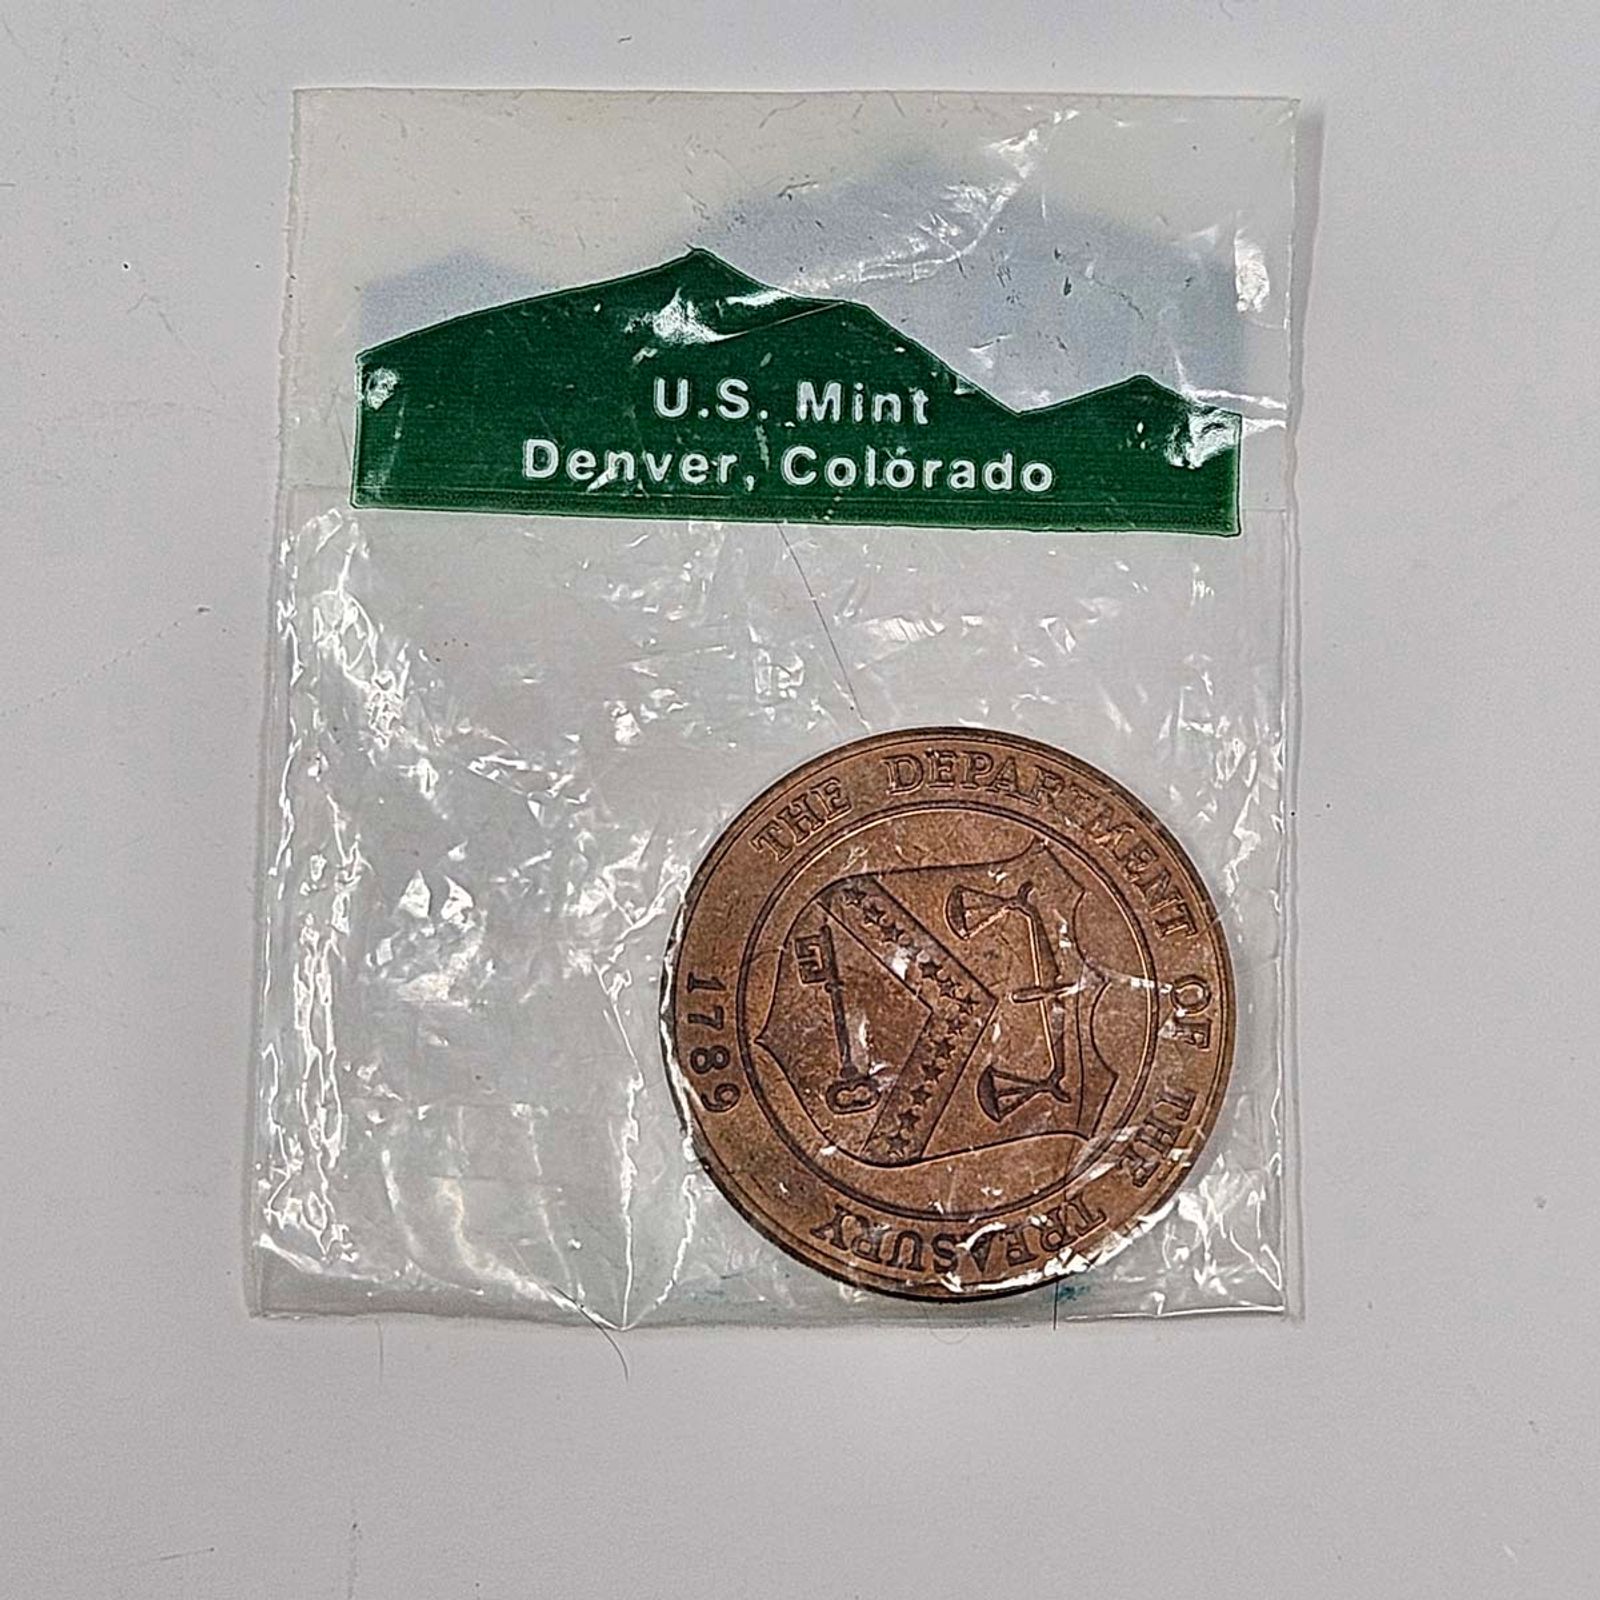 U.S. Mint
Denver, Colorado
THE DEPARTMENT OF THE TREASURY
1789